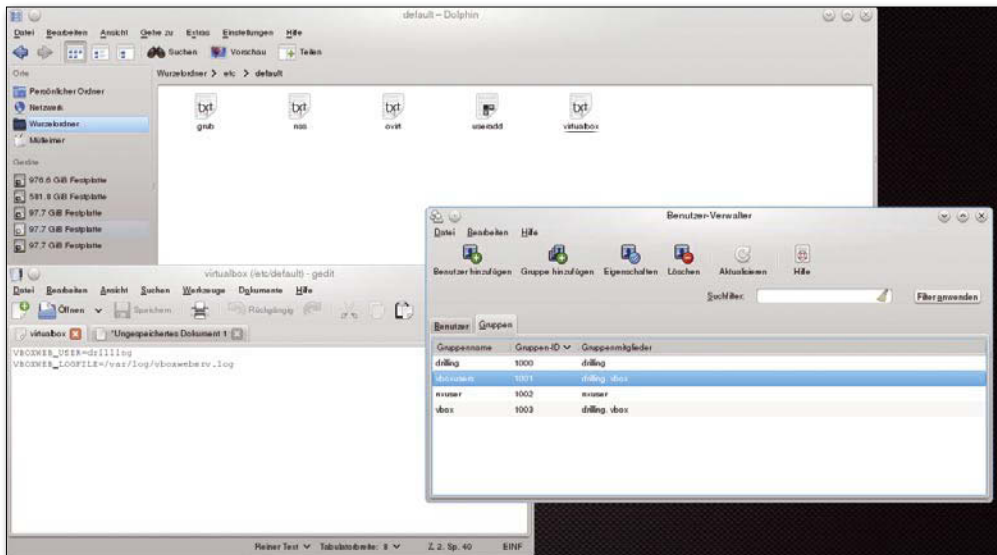 default – Dolphin
Datei Bearbeiten Ansicht Gehe zu Extras Einstellungen Hilfe
Suchen Vorschau Teilen
Orte
Wurzelordner > etc > default
Persönlicher Ordner
Netzwerk
Wurzelordner
Mülleimer
Geräte
976.6 GiB Festplatte
581.8 GiB Festplatte
97.7 GiB Festplatte
97.7 GiB Festplatte
97.7 GiB Festplatte
txt txt txt txt
grub nss ovirt useradd virtualbox
Benutzer-Verwalter
Datei Bearbeiten Hilfe
Benutzer hinzufügen Gruppe hinzufügen Eigenschaften Löschen Aktualisieren Hilfe
Suchfilter: Filter anwenden
Benutzer Gruppen
Gruppenname Gruppen-ID Gruppenmitglieder
drilling 1000 drilling
vboxusers 1001 drilling, vbox
nxuser 1002 nxuser
vbox 1003 drilling, vbox
virtualbox (/etc/default) - gedit
Datei Bearbeiten Ansicht Suchen Werkzeuge Dokumente Hilfe
Öffnen Speichern Rückgängig
virtualbox *Ungespeichertes Dokument 1
VBOXWEB_USER=drilling
VBOXWEB_LOGFILE=/var/log/vboxweberv.log
Reiner Text Tabulatorbreite: 8 Z. 2, Sp. 40 EINF